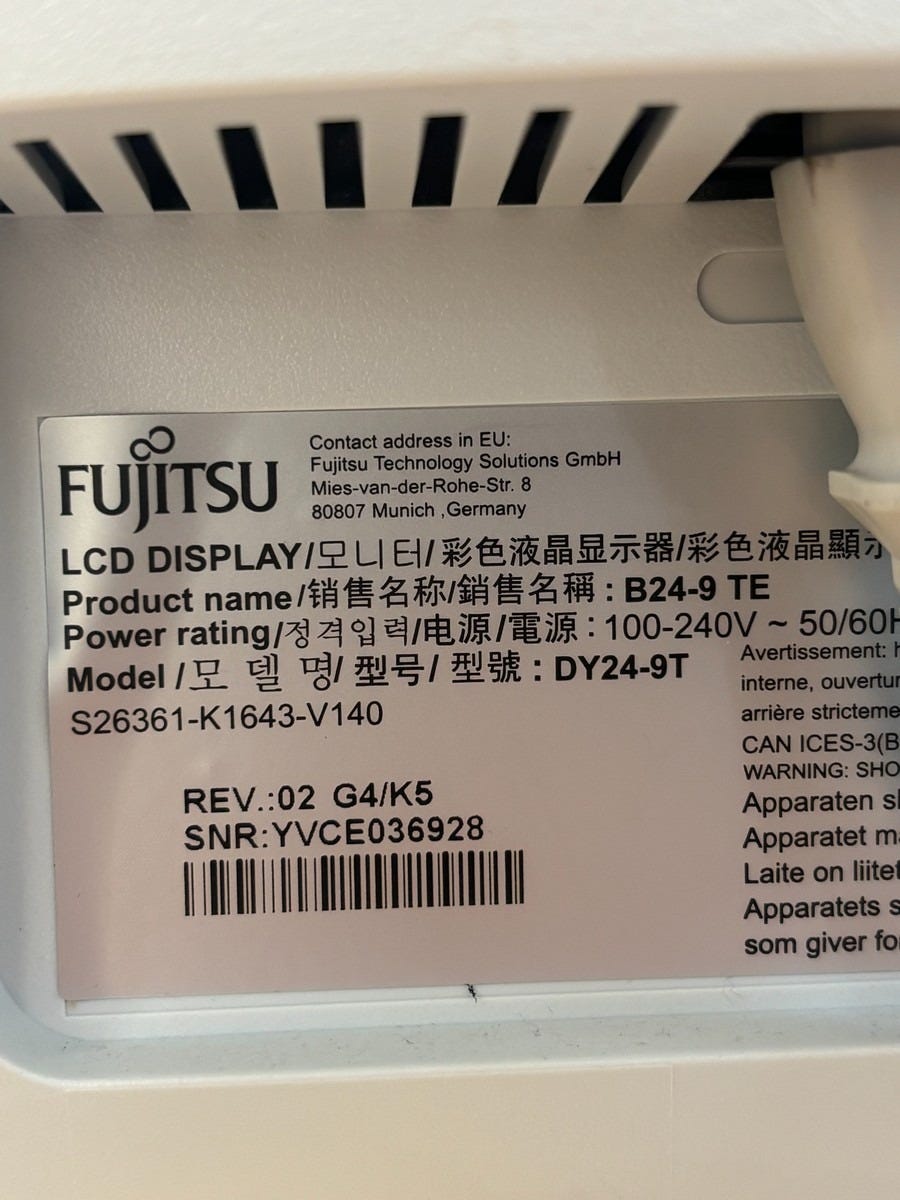 FUJITSU
Contact address in EU:
Fujitsu Technology Solutions GmbH
Mies-van-der-Rohe-Str. 8
80807 Munich ,Germany
LCD DISPLAY/모니터/彩色液晶显示器/彩色液晶顯示
Product name/销售名称/銷售名稱 : B24-9 TE
Power rating/정격입력/电源/電源 : 100-240V ~ 50/60H
Model /모 델 명/ 型号/ 型號 : DY24-9T
S26361-K1643-V140
REV.:02 G4/K5
SNR:YVCE036928
Avertissement:
interne, ouvertur
arrière stricteme
CAN ICES-3(B
WARNING: SHO
Apparaten s
Apparatet m
Laite on liitet
Apparatets s
som giver fo